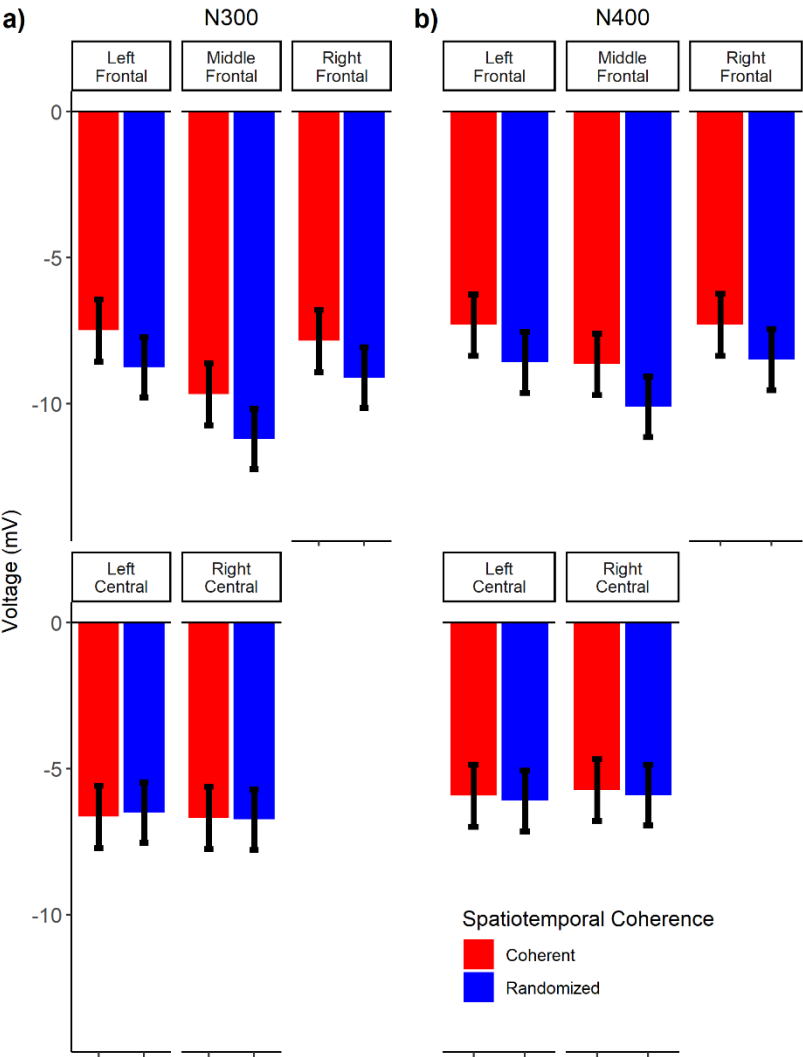 a)
N300
b)
N400
Left
Frontal
Middle
Frontal
Right
Frontal
Left
Frontal
Middle
Frontal
Right
Frontal
0
-5
-10
Voltage (mV)
Left
Central
Right
Central
Left
Central
Right
Central
0
-5
-10
Spatiotemporal Coherence
Coherent
Randomized